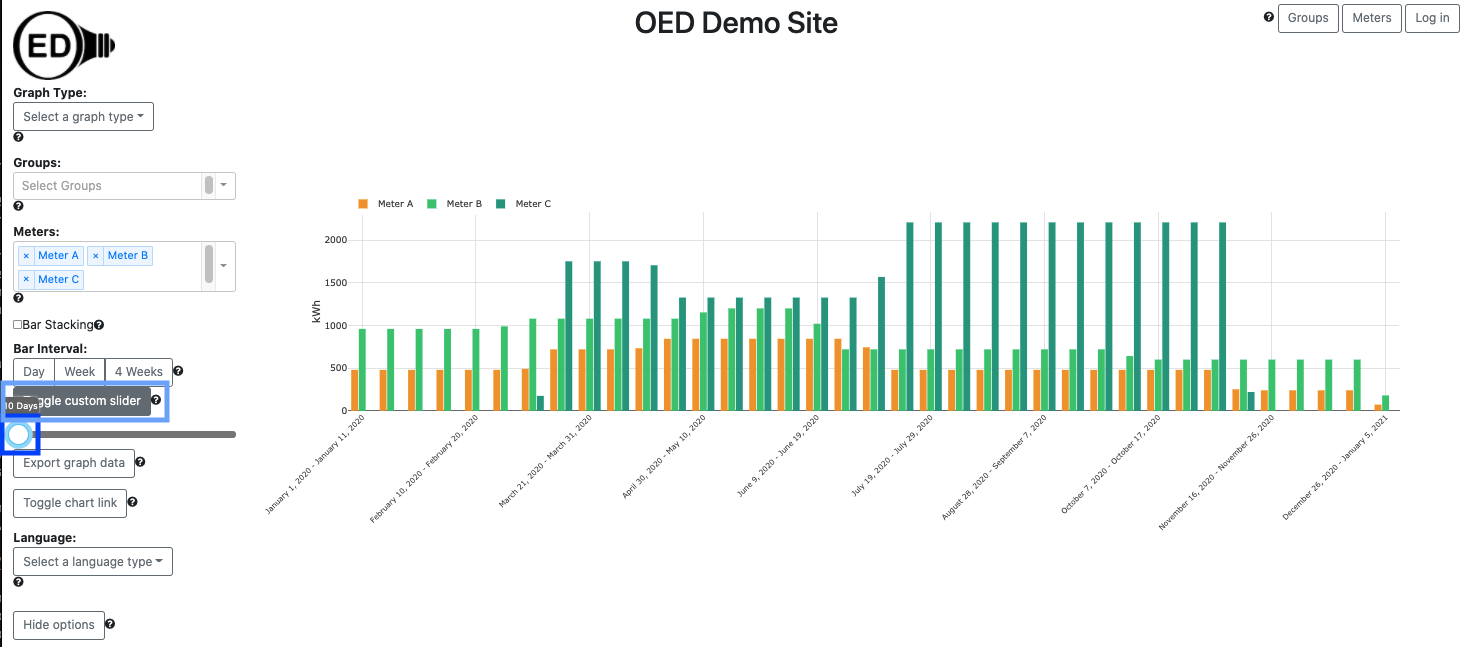 OED Demo Site
Groups Meters Log in
ED
Graph Type:
Select a graph type
Groups:
Select Groups
Meters:
× Meter A × Meter B
× Meter C
Bar Stacking
Bar Interval:
Day Week 4 Weeks
ggle custom slider
10 Days
Export graph data
Toggle chart link
Language:
Select a language type
Hide options
Meter A Meter B Meter C
kWh
2000
1500
1000
500
0
January 1, 2020 - January 11, 2020
February 10, 2020 - February 20, 2020
March 21, 2020 - March 31, 2020
April 30, 2020 - May 10, 2020
June 9, 2020 - June 19, 2020
July 19, 2020 - July 29, 2020
August 28, 2020 - September 7, 2020
October 7, 2020 - October 17, 2020
November 16, 2020 - November 26, 2020
December 26, 2020 - January 5, 2021